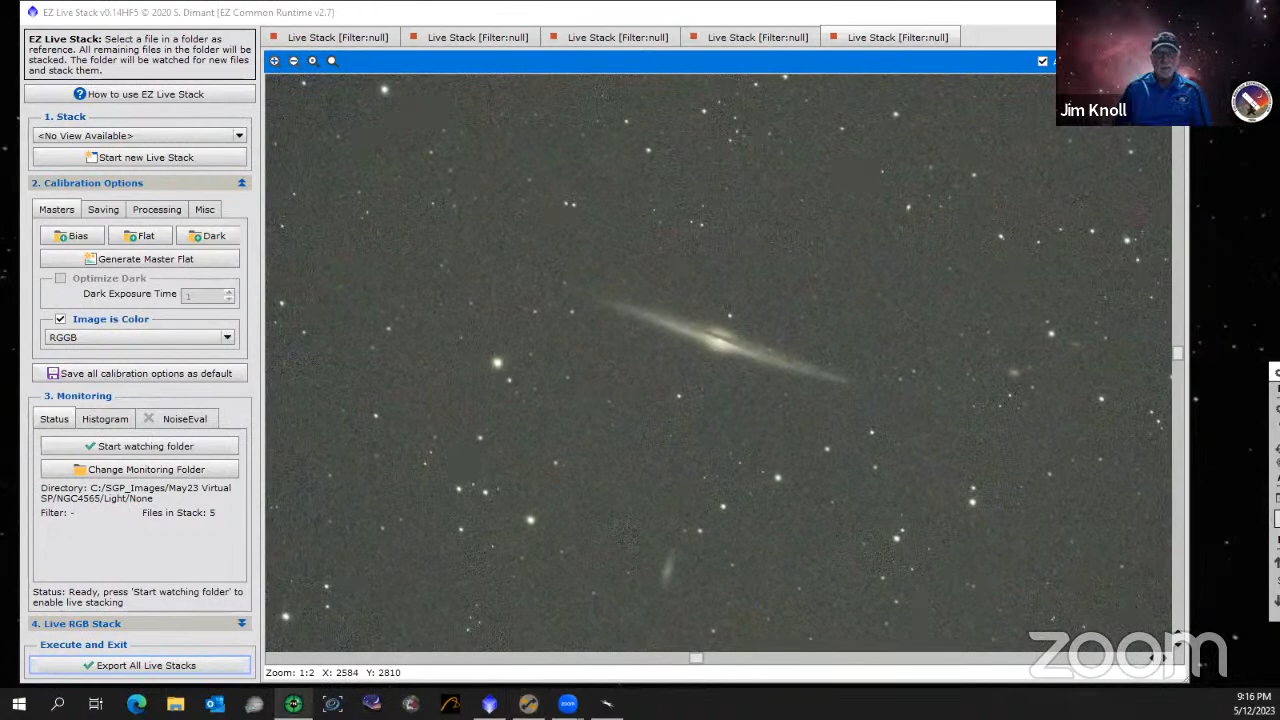 EZ Live Stack v0.14HF5 © 2020 S. Dimant [EZ Common Runtime v2.7]
EZ Live Stack: Select a file in a folder as
reference. All remaining files in the folder will be
stacked. The folder will be watched for new files
and stack them.
How to use EZ Live Stack
1. Stack
<No View Available>
Start new Live Stack
2. Calibration Options
Masters Saving Processing Misc
Bias Flat Dark
Generate Master Flat
Optimize Dark
Dark Exposure Time 1
Image is Color
RGGB
Save all calibration options as default
3. Monitoring
Status Histogram NoiseEval
Start watching folder
Change Monitoring Folder
Directory: C:/SGP_Images/May23 Virtual
SP/NGC4565/Light/None
Filter: - Files in Stack: 5
Status: Ready, press 'Start watching folder' to
enable live stacking
4. Live RGB Stack
Execute and Exit
Export All Live Stacks
Live Stack [Filter:null] Live Stack [Filter:null] Live Stack [Filter:null] Live Stack [Filter:null] Live Stack [Filter:null]
Jim Knoll
Zoom: 1:2 X: 2584 Y: 2810
zoom
zoom
9:16 PM
5/12/2023